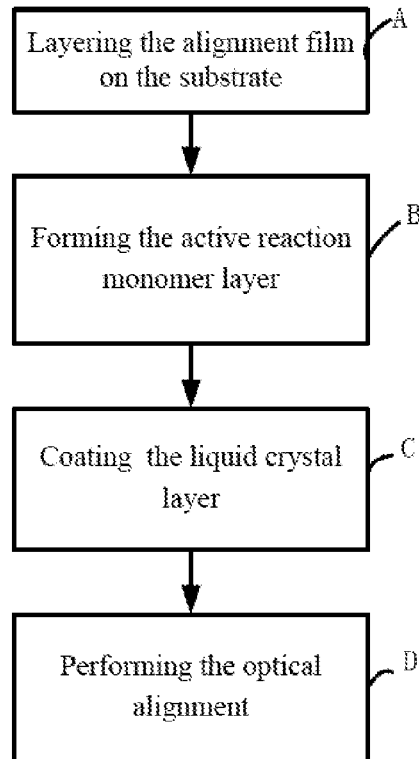 Layering the alignment film
on the substrate
A
Forming the active reaction
monomer layer
B
Coating the liquid crystal
layer
C
Performing the optical
alignment
D